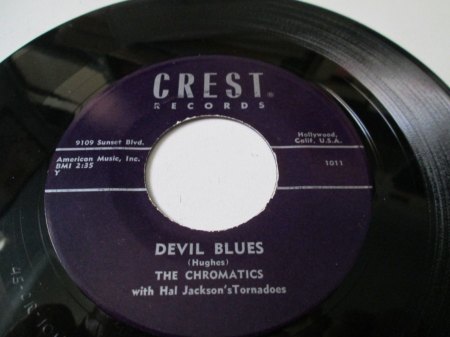 CREST®
RECORDS
9109 Sunset Blvd.
Hollywood,
Calif. U.S.A.
American Music, Inc.
BMI 2:35
Y
1011
DEVIL BLUES
(Hughes)
THE CHROMATICS
with Hal Jackson'sTornadoes